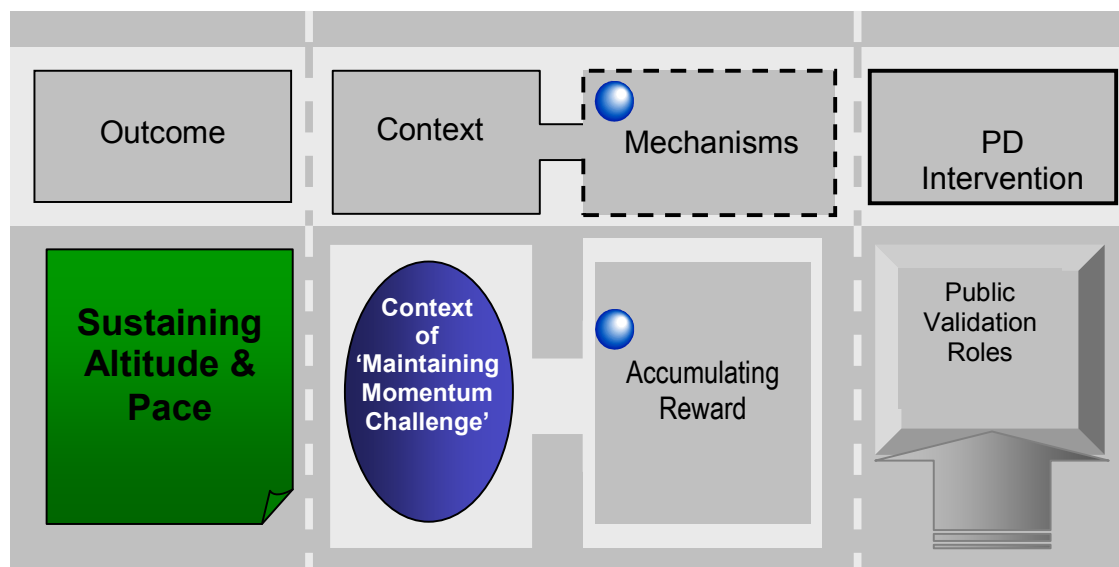 Outcome
Context
Mechanisms
PD
Intervention
Sustaining
Altitude &
Pace
Context
of
‘Maintaining
Momentum
Challenge’
Accumulating
Reward
Public
Validation
Roles